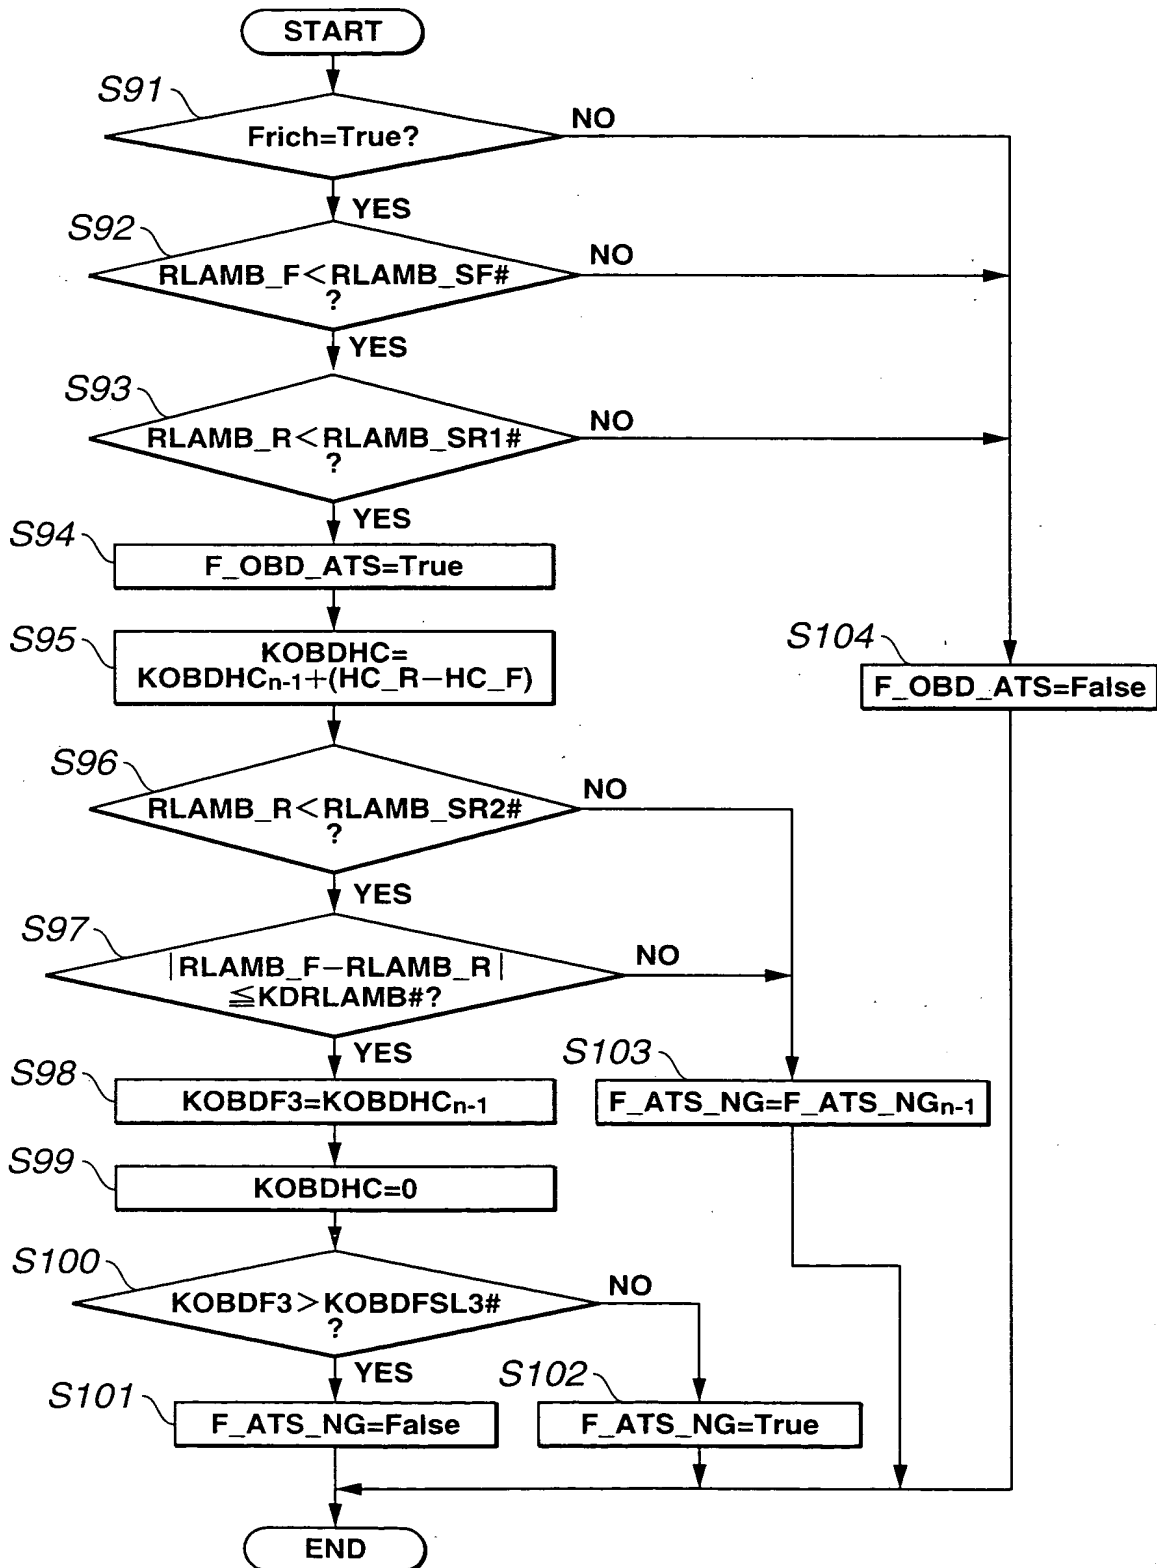 START
S91
Frich=True?
NO
YES
S92
RLAMB_F<RLAMB_SF#
?
NO
YES
S93
RLAMB_R<RLAMB_SR1#
?
NO
YES
S94
F_OBD_ATS=True
S95
KOBDHC=
KOBDHCn-1+(HC_R−HC_F)
S104
F_OBD_ATS=False
S96
RLAMB_R<RLAMB_SR2#
?
NO
YES
S97
|RLAMB_F−RLAMB_R|
≦KDRLAMB#?
NO
YES
S98
KOBDF3=KOBDHCn-1
S103
F_ATS_NG=F_ATS_NGn-1
S99
KOBDHC=0
S100
KOBDF3>KOBDFSL3#
?
NO
YES
S101
F_ATS_NG=False
S102
F_ATS_NG=True
END